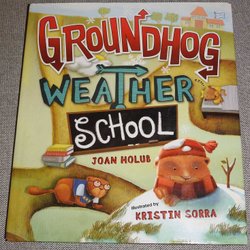 GROUNDHOG
WEATHER
SCHOOL
JOAN HOLUB
Illustrated by
KRISTIN SORRA